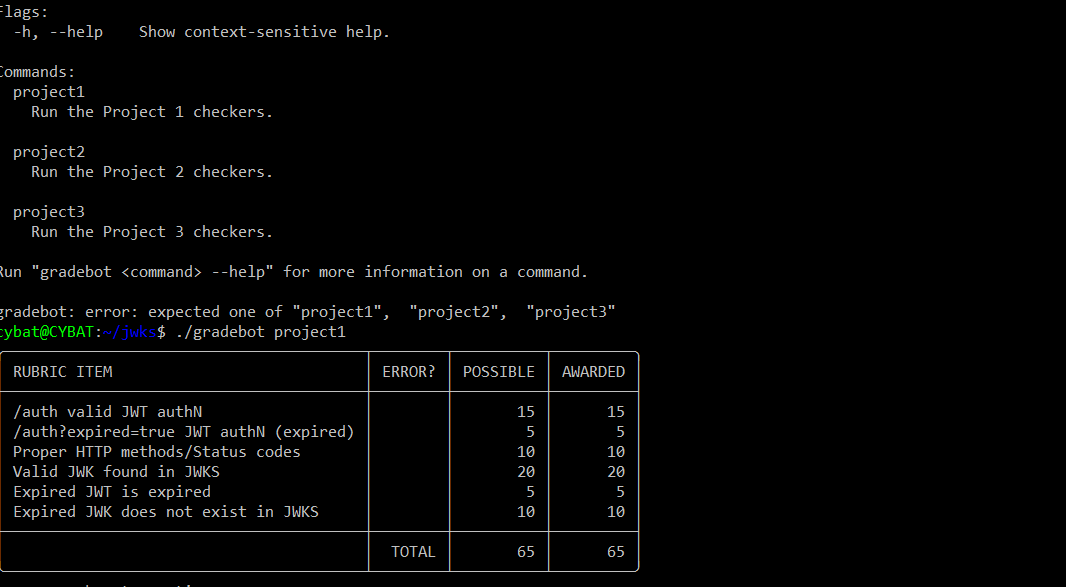 Flags:
-h, --help    Show context-sensitive help.
Commands:
project1
Run the Project 1 checkers.
project2
Run the Project 2 checkers.
project3
Run the Project 3 checkers.
Run "gradebot <command> --help" for more information on a command.
gradebot: error: expected one of "project1",  "project2",  "project3"
cybat@CYBAT:~/jwks$ ./gradebot project1
RUBRIC ITEM ERROR? POSSIBLE AWARDED
/auth valid JWT authN 15 15
/auth?expired=true JWT authN (expired) 5 5
Proper HTTP methods/Status codes 10 10
Valid JWK found in JWKS 20 20
Expired JWT is expired 5 5
Expired JWK does not exist in JWKS 10 10
TOTAL 65 65